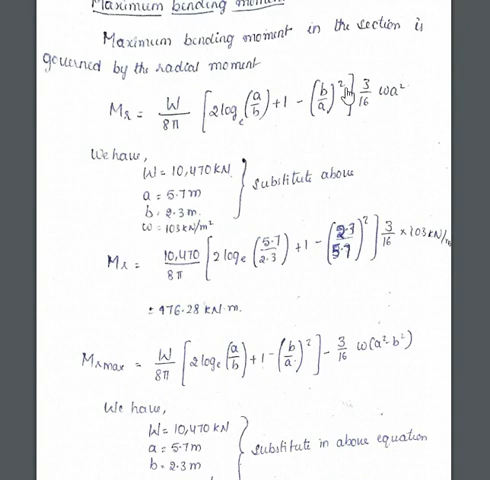 Maximum bending moment
Maximum bending moment in the section is
governed by the radial moment
Mr = W/8π [2 logₑ (a/b) + 1 - (b/a)²] 3/16 ωa²
We have,
W = 10,470 KN.
a = 5.7 m
b = 2.3 m.
ω = 103 KN/m²
} substitute above
Mr = 10,470/8π [2 logₑ (5.7/2.3) + 1 - (2.3/5.7)²] 3/16 × 103 KN/m
= 476.28 KN.m.
Mrmax = W/8π [2 logₑ (a/b) + 1 - (b/a)²] - 3/16 ω(a² - b²)
We have,
W = 10,470 KN
a = 5.7 m
b = 2.3 m
} substitute in above equation